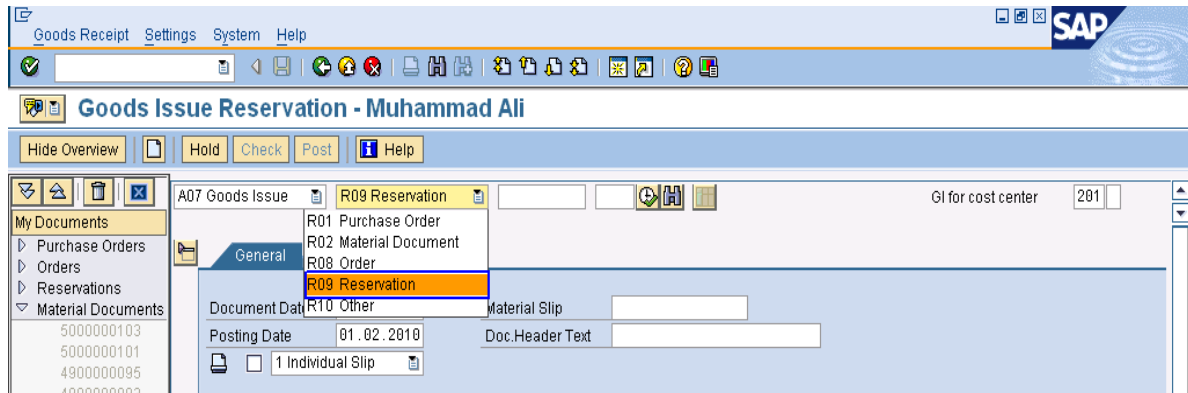 Goods Receipt Settings System Help
SAP
Goods Issue Reservation - Muhammad Ali
Hide Overview Hold Check Post Help
A07 Goods Issue R09 Reservation GI for cost center 201
My Documents
R01 Purchase Order
Purchase Orders
R02 Material Document
Orders
General
R08 Order
Reservations
R09 Reservation
Material Documents
Document Date
R10 Other
Material Slip
5000000103
Posting Date 01.02.2010 Doc.Header Text
5000000101
1 Individual Slip
4900000095